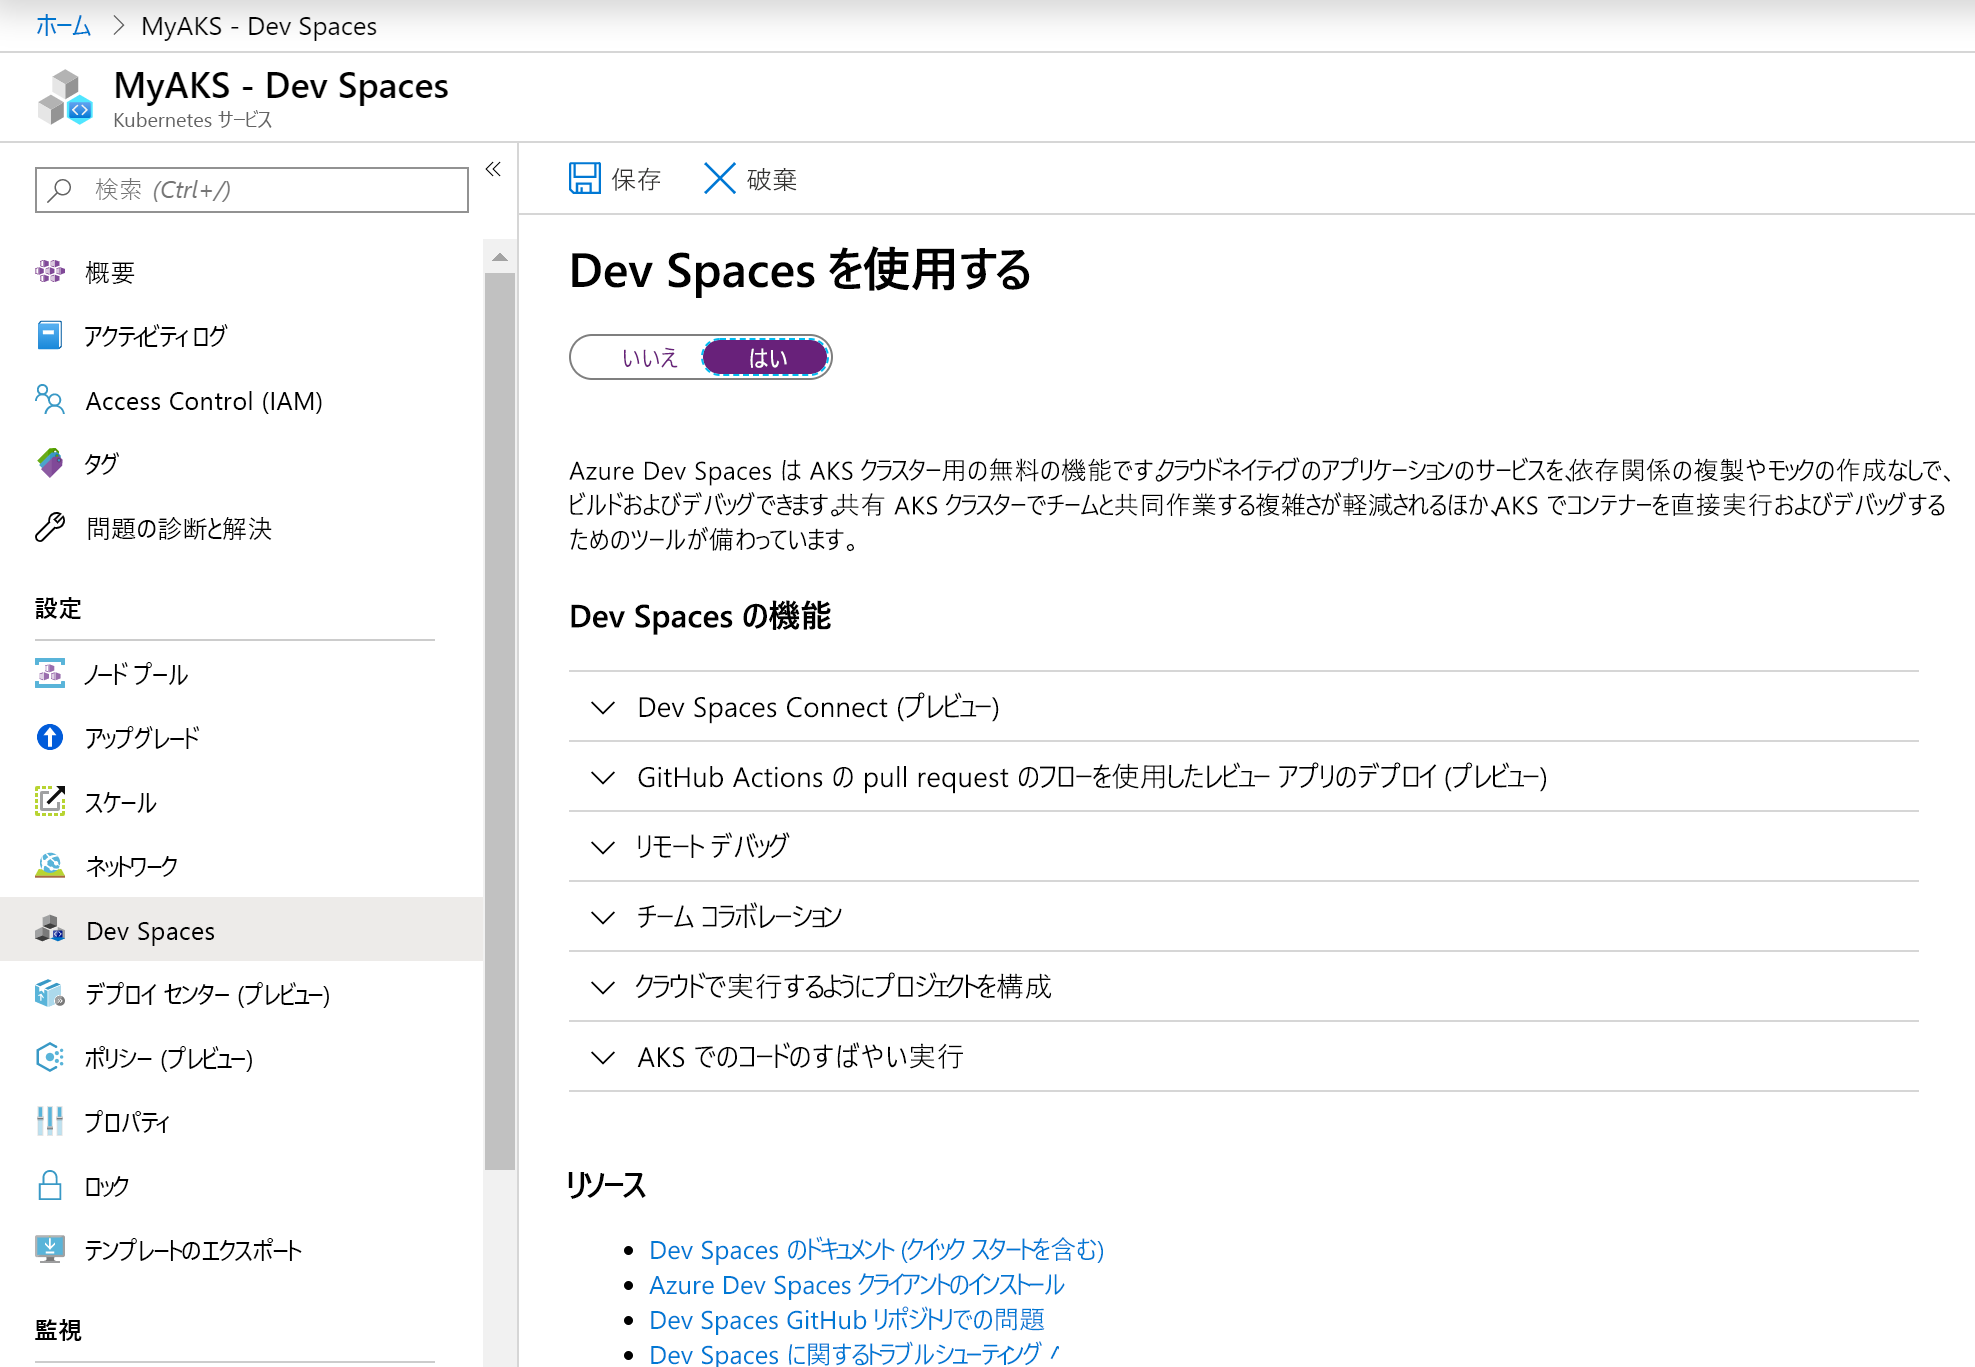 ホーム > MyAKS - Dev Spaces
MyAKS - Dev Spaces
Kubernetes サービス
検索 (Ctrl+/)
«
概要
アクティビティ ログ
Access Control (IAM)
タグ
問題の診断と解決
設定
ノード プール
アップグレード
スケール
ネットワーク
Dev Spaces
デプロイ センター (プレビュー)
ポリシー (プレビュー)
プロパティ
ロック
テンプレートのエクスポート
監視
保存 破棄
Dev Spaces を使用する
いいえ はい
Azure Dev Spaces は AKS クラスター用の無料の機能です。クラウドネイティブのアプリケーションのサービスを、依存関係の複製やモックの作成なしで、
ビルドおよびデバッグできます。共有 AKS クラスターでチームと共同作業する複雑さが軽減されるほか、AKS でコンテナーを直接実行およびデバッグする
ためのツールが備わっています。
Dev Spaces の機能
Dev Spaces Connect (プレビュー)
GitHub Actions の pull request のフローを使用したレビュー アプリのデプロイ (プレビュー)
リモート デバッグ
チーム コラボレーション
クラウドで実行するようにプロジェクトを構成
AKS でのコードのすばやい実行
リソース
Dev Spaces のドキュメント (クイック スタートを含む)
Azure Dev Spaces クライアントのインストール
Dev Spaces GitHub リポジトリでの問題
Dev Spaces に関するトラブルシューティング